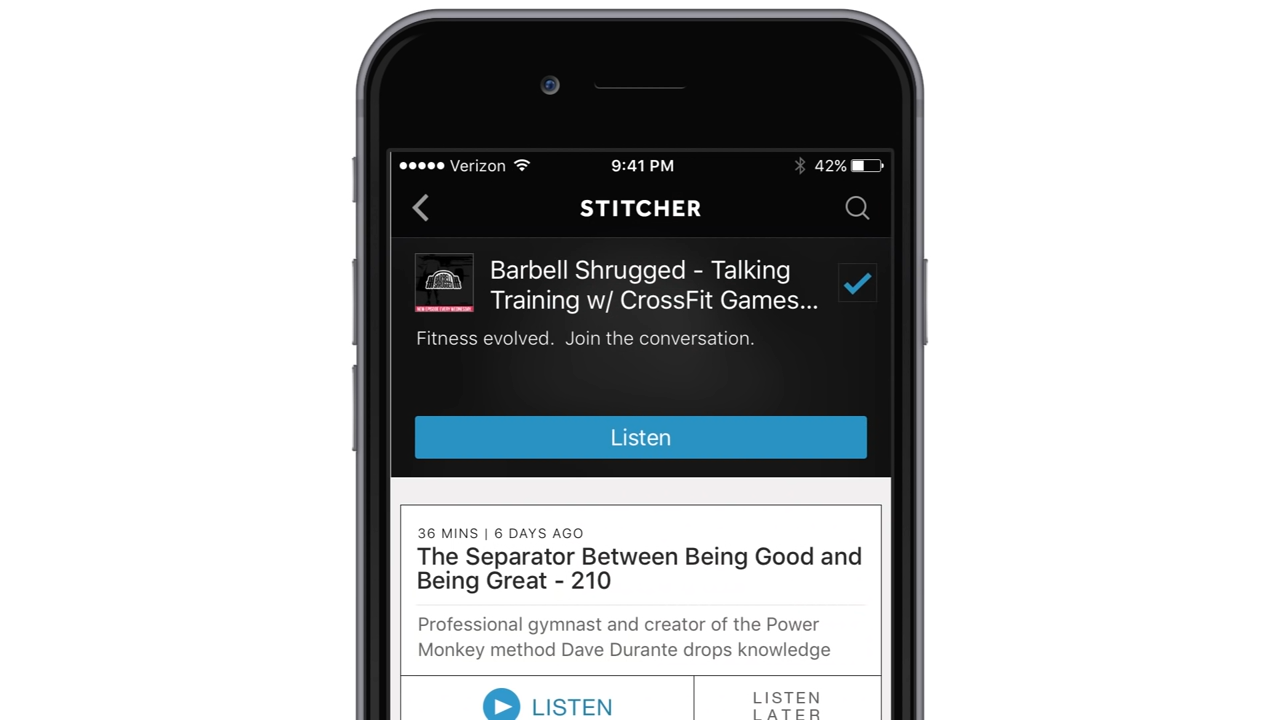 Verizon 9:41 PM 42%
STITCHER
Barbell Shrugged - Talking
Training w/ CrossFit Games...
Fitness evolved.  Join the conversation.
Listen
36 MINS | 6 DAYS AGO
The Separator Between Being Good and
Being Great - 210
Professional gymnast and creator of the Power
Monkey method Dave Durante drops knowledge
LISTEN
LISTEN
LATER